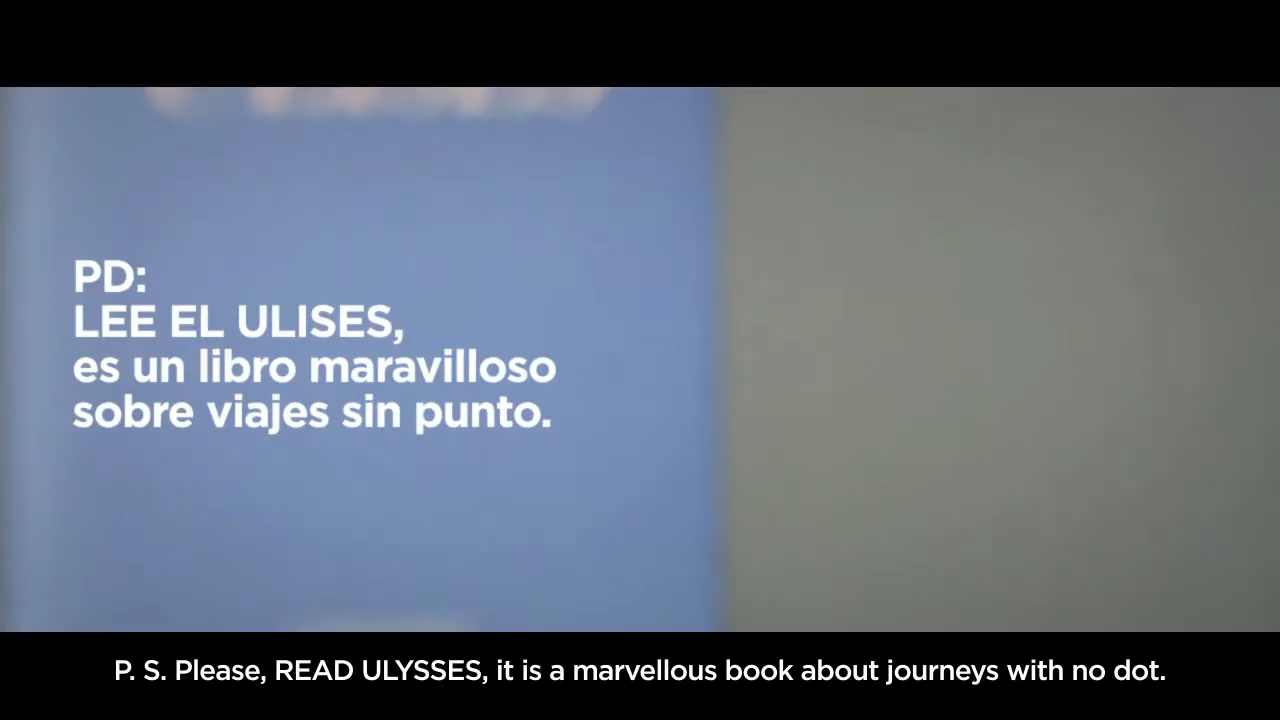 PD:
LEE EL ULISES,
es un libro maravilloso
sobre viajes sin punto.
P. S. Please, READ ULYSSES, it is a marvellous book about journeys with no dot.